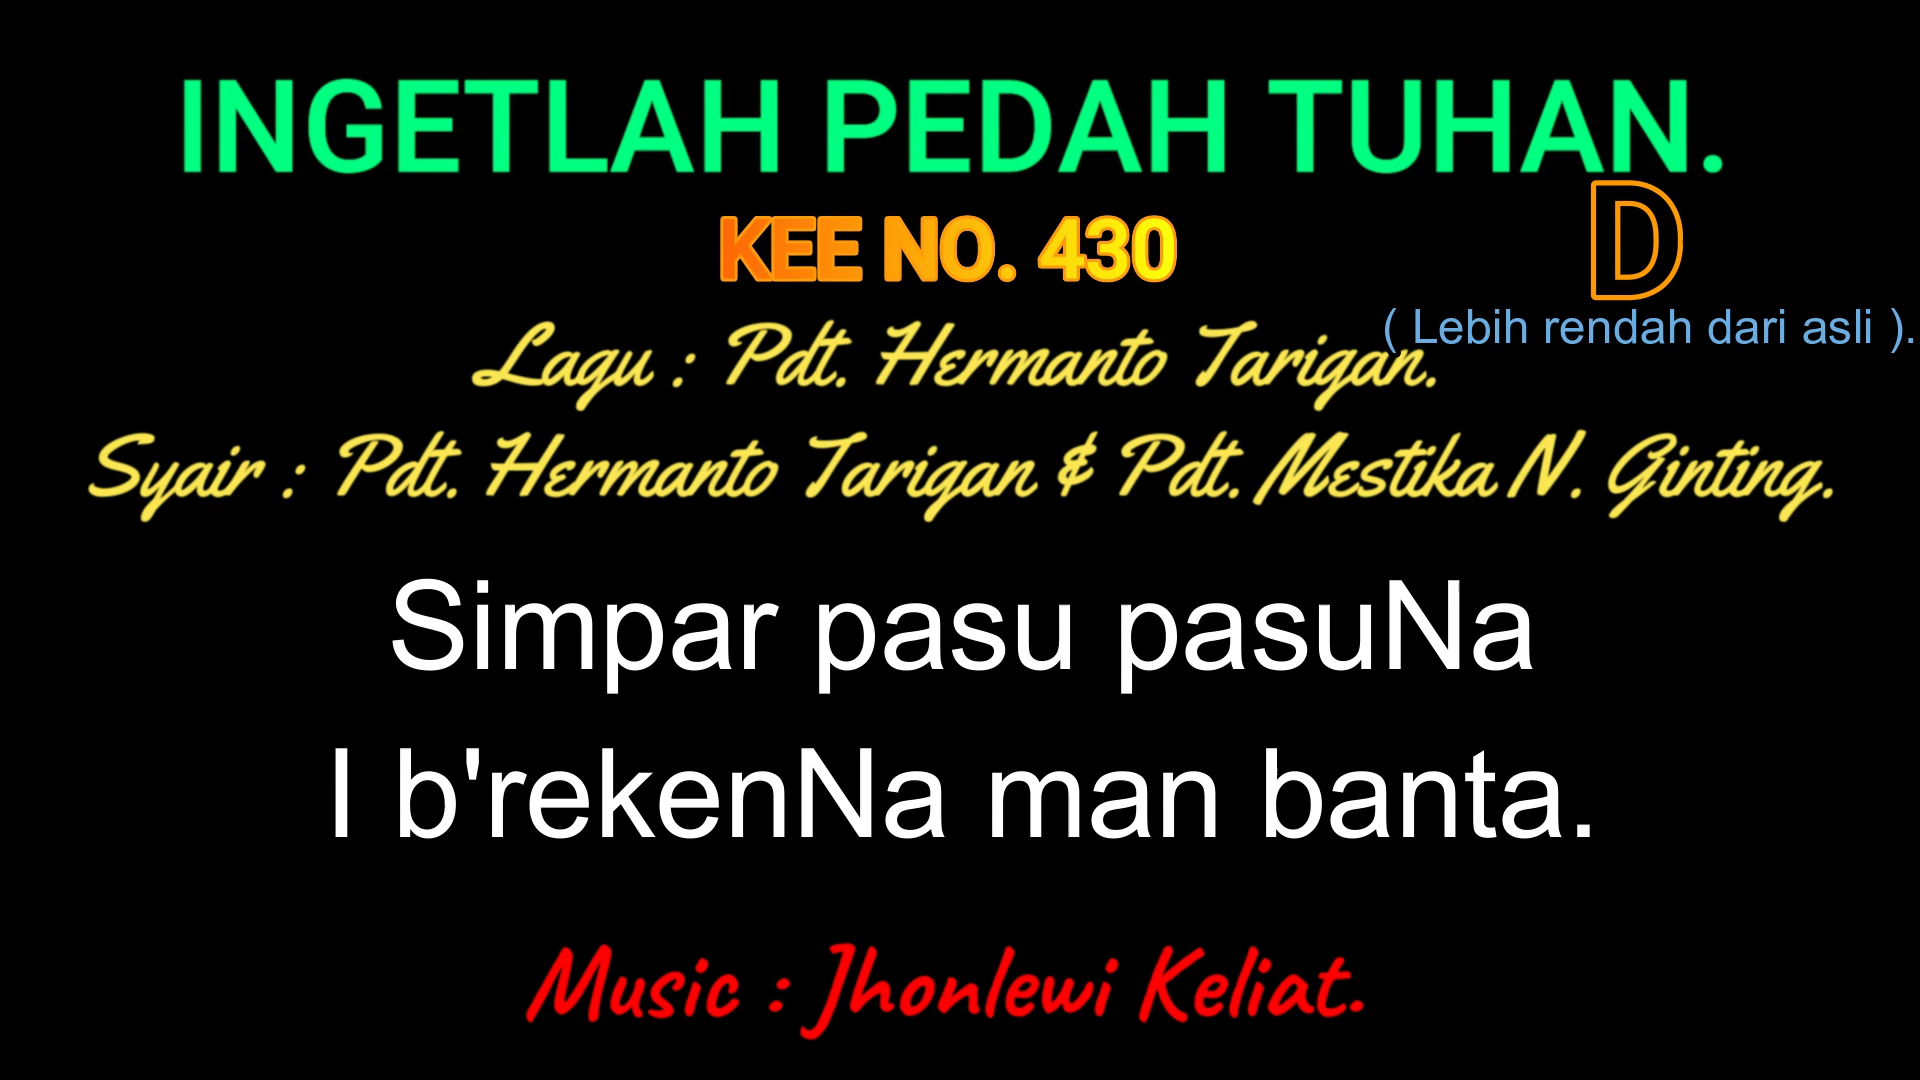 INGETLAH PEDAH TUHAN.
KEE NO. 430
D
( Lebih rendah dari asli ).
Lagu : Pdt. Hermanto Tarigan.
Syair : Pdt. Hermanto Tarigan & Pdt. Mestika N. Ginting.
Simpar pasu pasuNa
I b'rekenNa man banta.
Music : Jhonlewi Keliat.